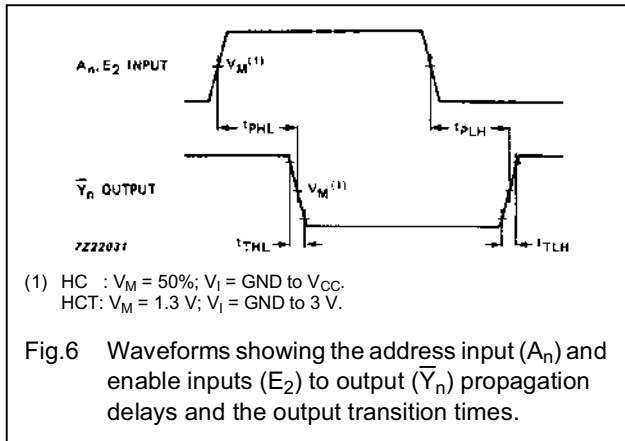 Aₙ, E₂ INPUT
V_M⁽¹⁾
t_PHL
t_PLH
Ȳₙ OUTPUT
V_M⁽¹⁾
7Z22031
t_THL
t_TLH
(1) HC : V_M = 50%; V_I = GND to V_CC.
HCT: V_M = 1.3 V; V_I = GND to 3 V.
Fig.6 Waveforms showing the address input (Aₙ) and
enable inputs (E₂) to output (Ȳₙ) propagation
delays and the output transition times.